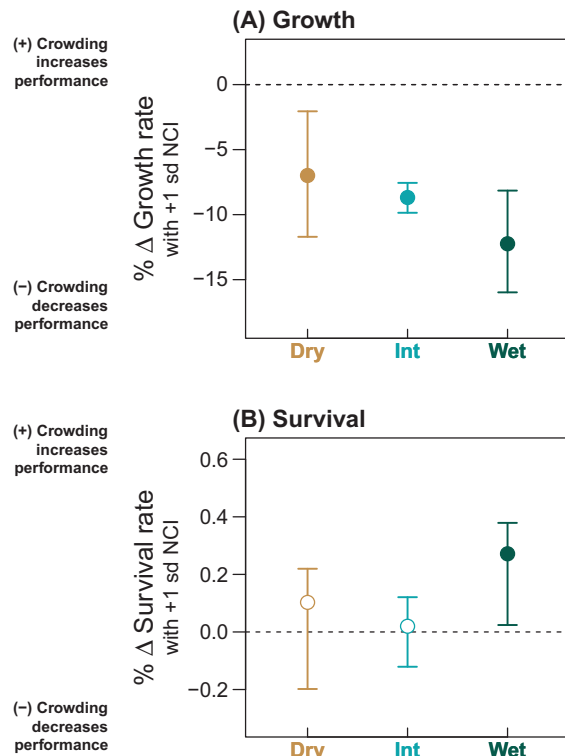 (A) Growth
(+) Crowding
increases
performance
0
−5
−10
−15
% Δ Growth rate
with +1 sd NCI
(−) Crowding
decreases
performance
Dry
Int
Wet
(B) Survival
(+) Crowding
increases
performance
0.6
0.4
0.2
0.0
−0.2
% Δ Survival rate
with +1 sd NCI
(−) Crowding
decreases
performance
Dry
Int
Wet